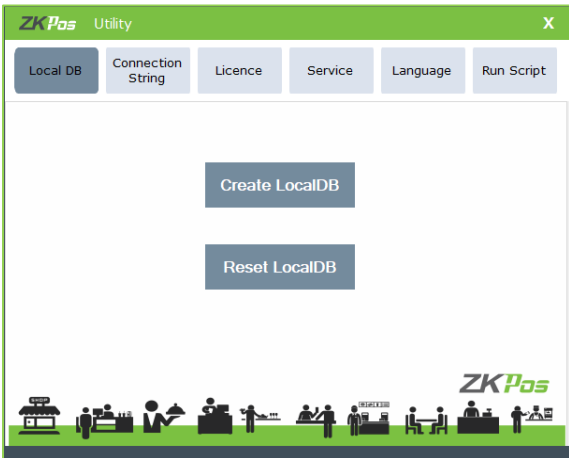 ZKPos Utility X
Local DB
Connection
String
Licence
Service
Language
Run Script
Create LocalDB
Reset LocalDB
ZKPos
SHOP